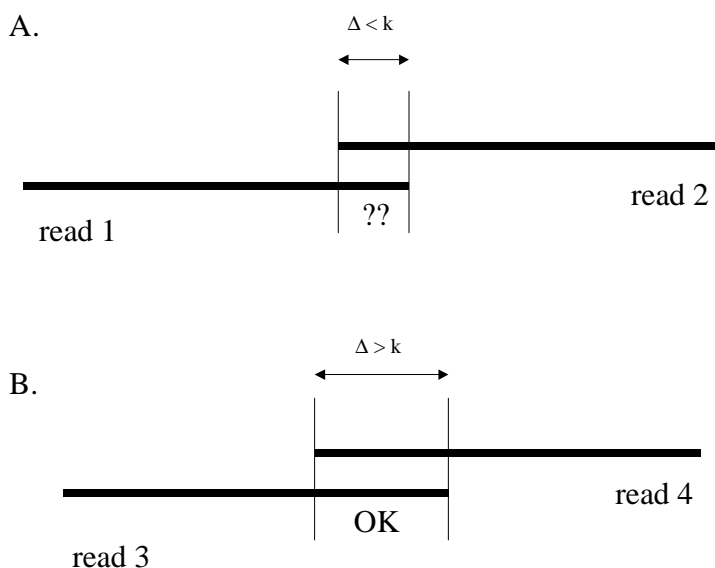 A.
Δ < k
read 2
??
read 1
Δ > k
B.
read 4
OK
read 3